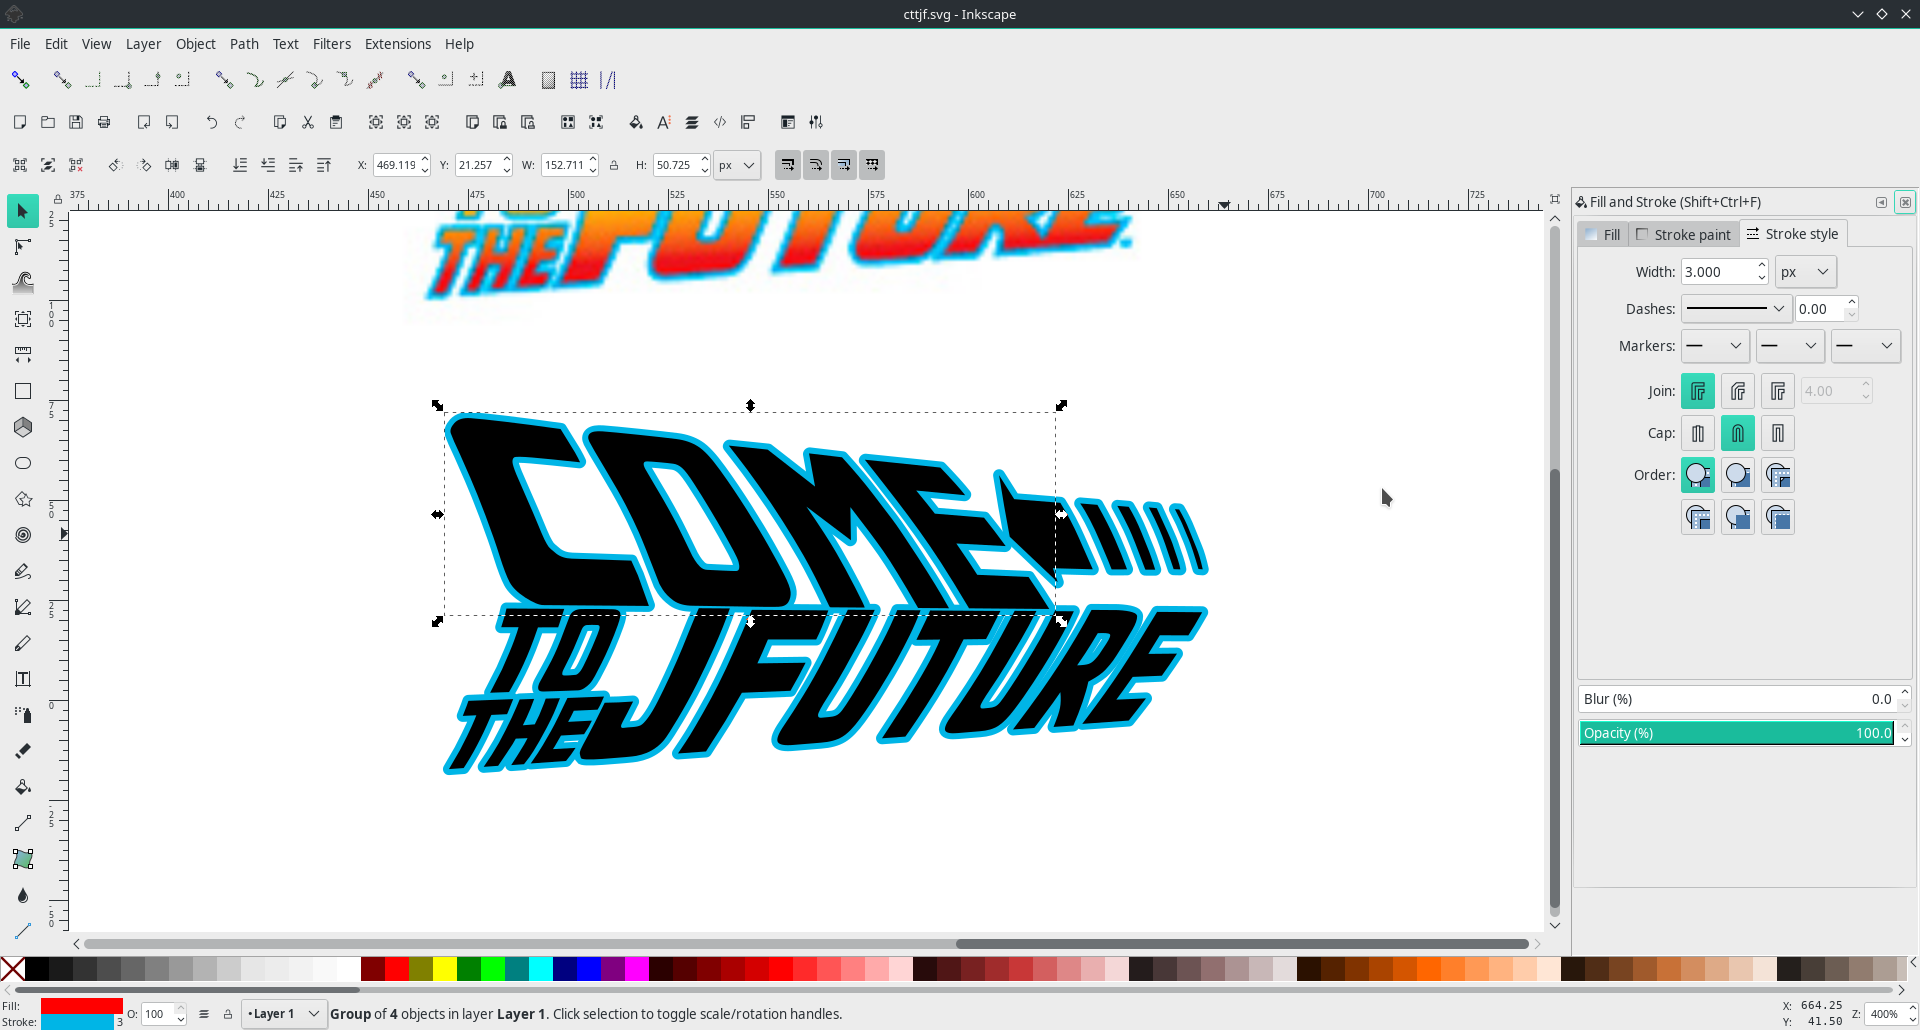 cttjf.svg - Inkscape
File Edit View Layer Object Path Text Filters Extensions Help
X: 469.119 Y: 21.257 W: 152.711 H: 50.725 px
375 400 425 450 475 500 525 550 575 600 625 650 675 700 725
Fill and Stroke (Shift+Ctrl+F)
Fill Stroke paint Stroke style
Width: 3.000 px
Dashes: 0.00
Markers:
Join: 4.00
Cap:
Order:
Blur (%) 0.0
Opacity (%) 100.0
THE FUTURE
COME
TO
THE J FUTURE
Fill:
Stroke: 3
O: 100
Layer 1
Group of 4 objects in layer Layer 1. Click selection to toggle scale/rotation handles.
X: 664.25
Y: 41.50
Z: 400%